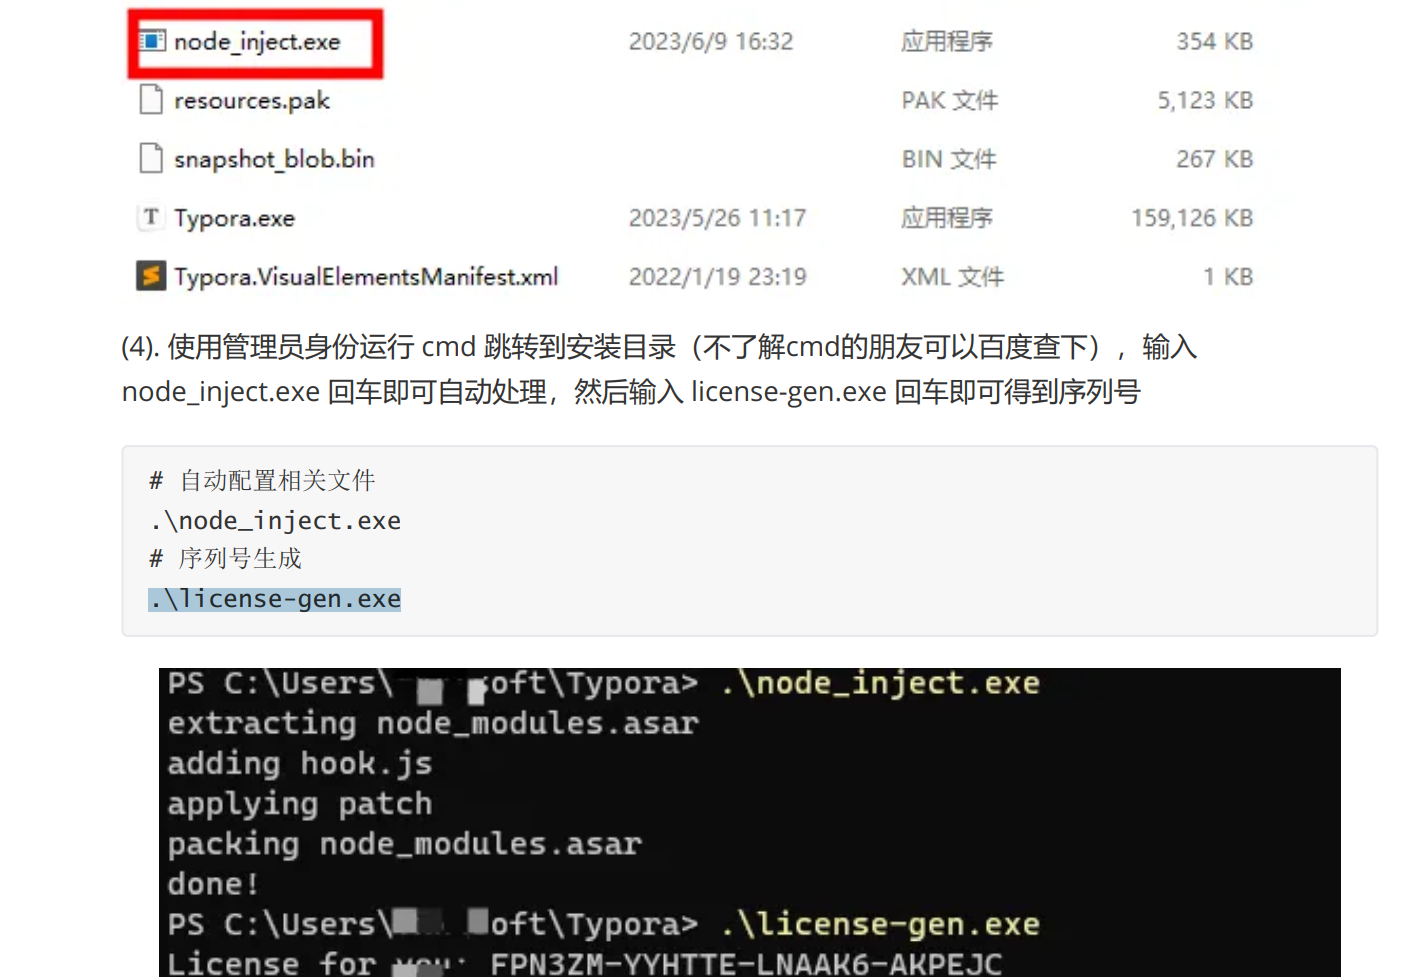 node_inject.exe 2023/6/9 16:32 应用程序 354 KB
resources.pak PAK 文件 5,123 KB
snapshot_blob.bin BIN 文件 267 KB
T Typora.exe 2023/5/26 11:17 应用程序 159,126 KB
S Typora.VisualElementsManifest.xml 2022/1/19 23:19 XML 文件 1 KB
(4). 使用管理员身份运行 cmd 跳转到安装目录（不了解cmd的朋友可以百度查下），输入
node_inject.exe 回车即可自动处理，然后输入 license-gen.exe 回车即可得到序列号
# 自动配置相关文件
.\node_inject.exe
# 序列号生成
.\license-gen.exe
PS C:\Users\ oft\Typora> .\node_inject.exe
extracting node_modules.asar
adding hook.js
applying patch
packing node_modules.asar
done!
PS C:\Users\ oft\Typora> .\license-gen.exe
License for you: FPN3ZM-YYHTTE-LNAAK6-AKPEJC